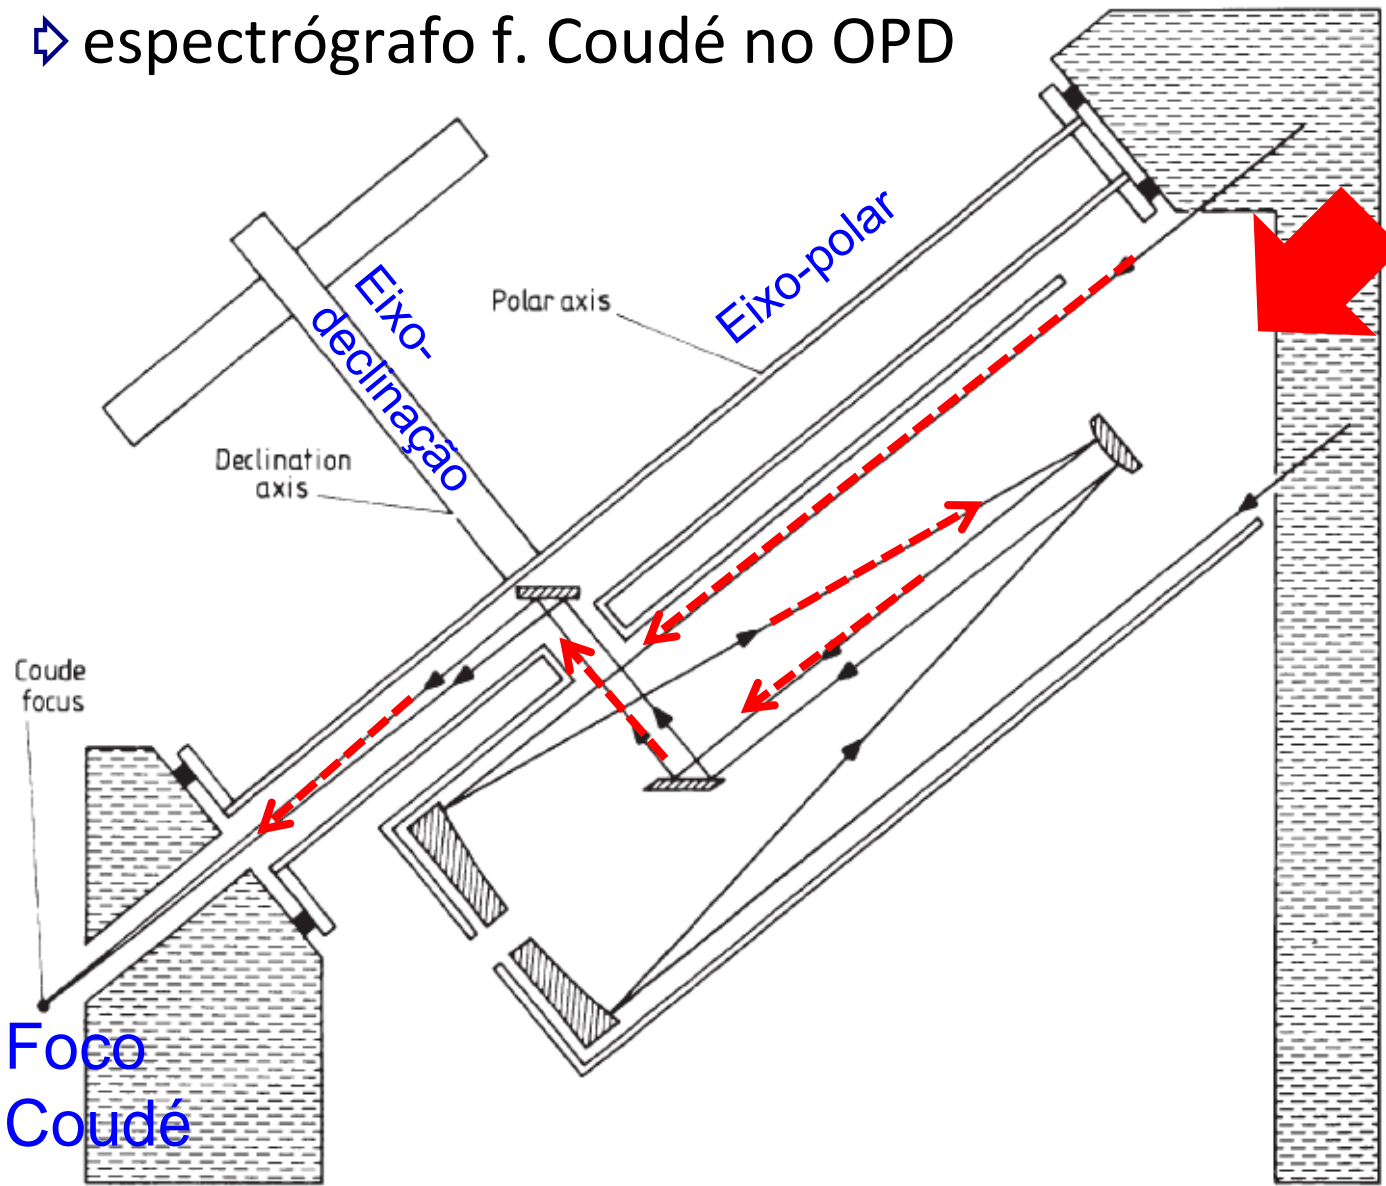 espectrógrafo f. Coudé no OPD
Eixo-polar
Polar axis
Eixo-
declinação
Declination
axis
Coude
focus
Foco
Coudé